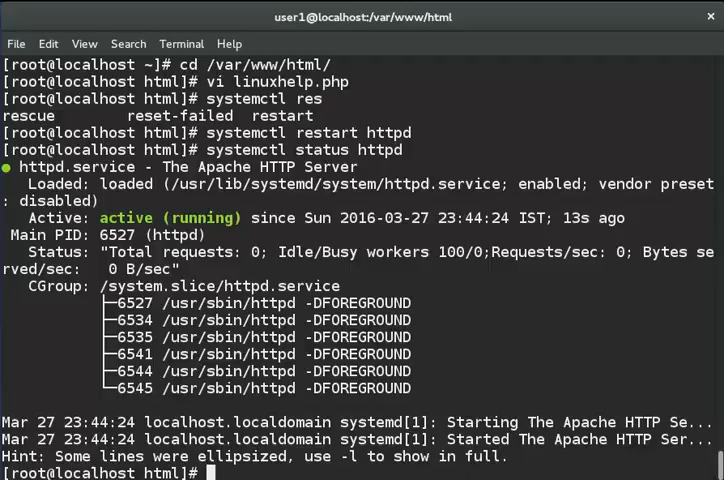 user1@localhost:/var/www/html
×
File Edit View Search Terminal Help
[root@localhost ~]# cd /var/www/html/
[root@localhost html]# vi linuxhelp.php
[root@localhost html]# systemctl res
rescue        reset-failed  restart
[root@localhost html]# systemctl restart httpd
[root@localhost html]# systemctl status httpd
● httpd.service - The Apache HTTP Server
   Loaded: loaded (/usr/lib/systemd/system/httpd.service; enabled; vendor preset
: disabled)
   Active: active (running) since Sun 2016-03-27 23:44:24 IST; 13s ago
 Main PID: 6527 (httpd)
   Status: "Total requests: 0; Idle/Busy workers 100/0;Requests/sec: 0; Bytes se
rved/sec:   0 B/sec"
   CGroup: /system.slice/httpd.service
           ├─6527 /usr/sbin/httpd -DFOREGROUND
           ├─6534 /usr/sbin/httpd -DFOREGROUND
           ├─6535 /usr/sbin/httpd -DFOREGROUND
           ├─6541 /usr/sbin/httpd -DFOREGROUND
           ├─6544 /usr/sbin/httpd -DFOREGROUND
           └─6545 /usr/sbin/httpd -DFOREGROUND
Mar 27 23:44:24 localhost.localdomain systemd[1]: Starting The Apache HTTP Se...
Mar 27 23:44:24 localhost.localdomain systemd[1]: Started The Apache HTTP Ser...
Hint: Some lines were ellipsized, use -l to show in full.
[root@localhost html]#